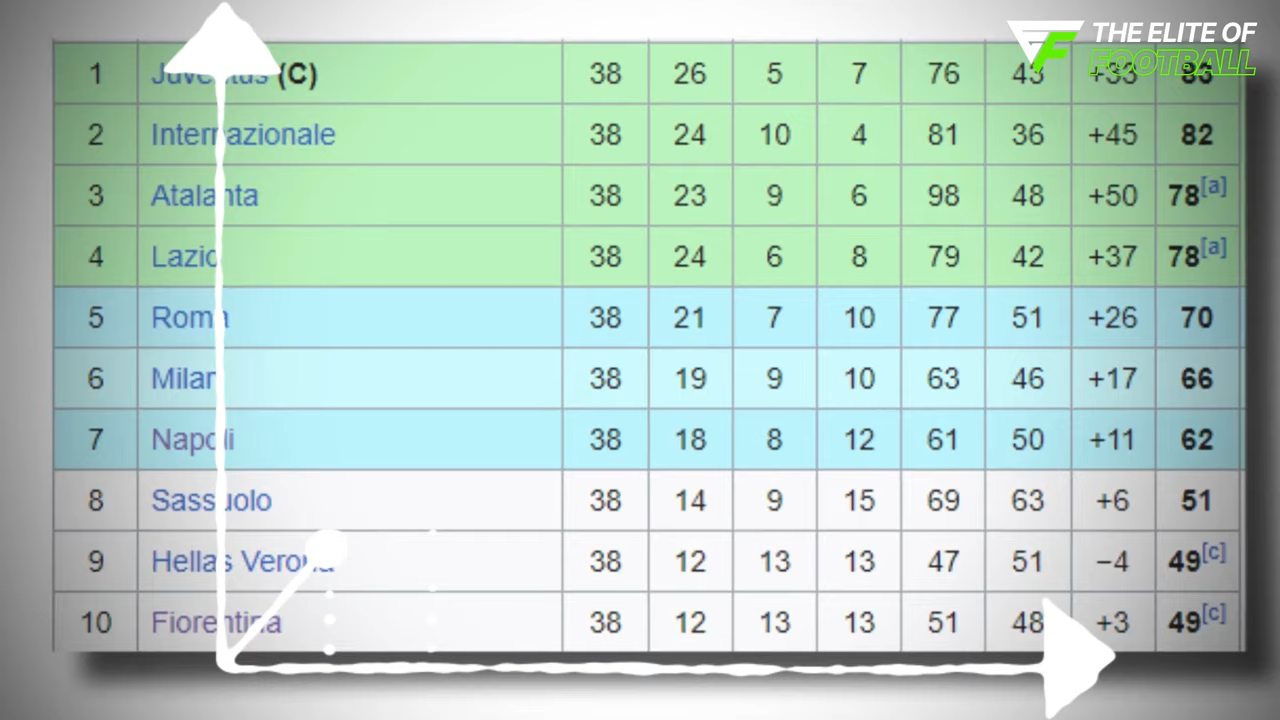 THE ELITE OF
FOOTBALL
1 Juventus (C) 38 26 5 7 76 43 +33 83
2 Internazionale 38 24 10 4 81 36 +45 82
3 Atalanta 38 23 9 6 98 48 +50 78[a]
4 Lazio 38 24 6 8 79 42 +37 78[a]
5 Roma 38 21 7 10 77 51 +26 70
6 Milan 38 19 9 10 63 46 +17 66
7 Napoli 38 18 8 12 61 50 +11 62
8 Sassuolo 38 14 9 15 69 63 +6 51
9 Hellas Verona 38 12 13 13 47 51 −4 49[c]
10 Fiorentina 38 12 13 13 51 48 +3 49[c]